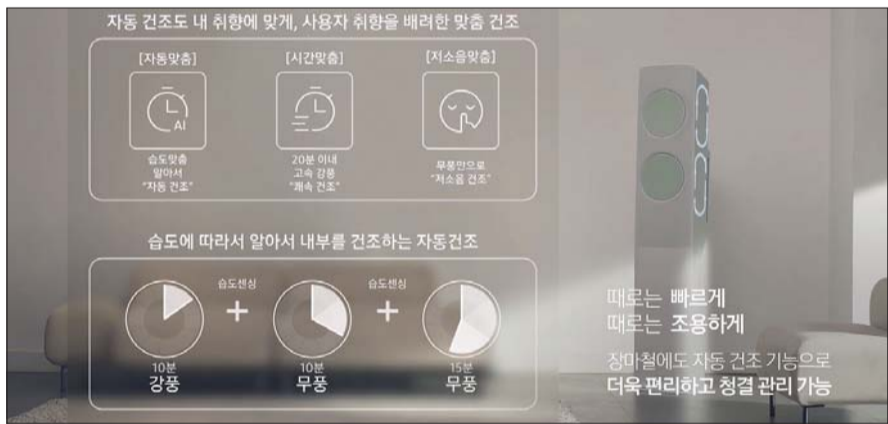 자동 건조도 내 취향에 맞게, 사용자 취향을 배려한 맞춤 건조
[자동맞춤]
AI
습도맞춤
알아서
"자동 건조"
[시간맞춤]
20분 이내
고속 강풍
"쾌속 건조"
[저소음맞춤]
무풍만으로
"저소음 건조"
습도에 따라서 알아서 내부를 건조하는 자동건조
10분
강풍
습도센싱
+
10분
무풍
습도센싱
+
15분
무풍
때로는 빠르게
때로는 조용하게
장마철에도 자동 건조 기능으로
더욱 편리하고 청결 관리 가능